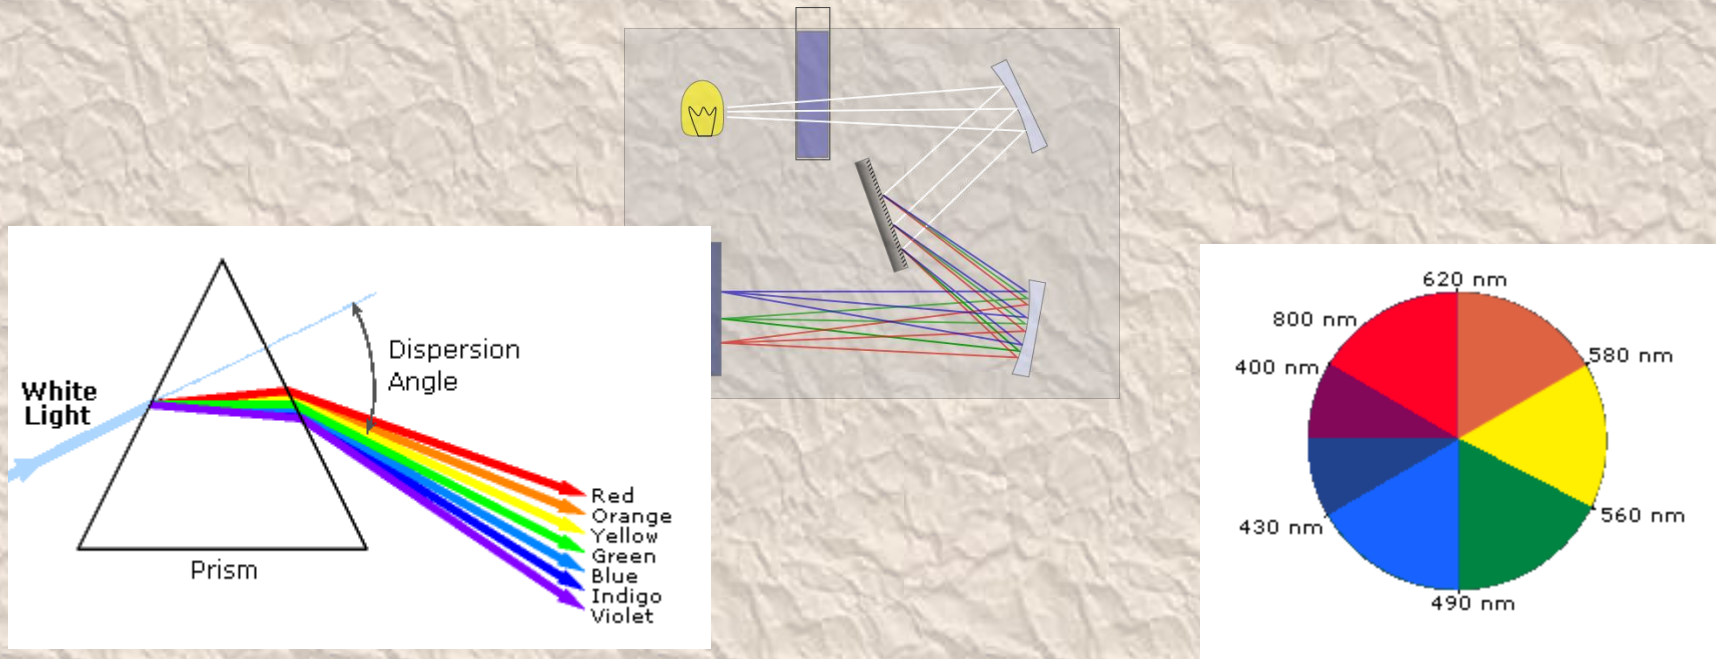 White
Light
Dispersion
Angle
Red
Orange
Yellow
Green
Blue
Indigo
Violet
Prism
620 nm
800 nm
580 nm
400 nm
560 nm
430 nm
490 nm